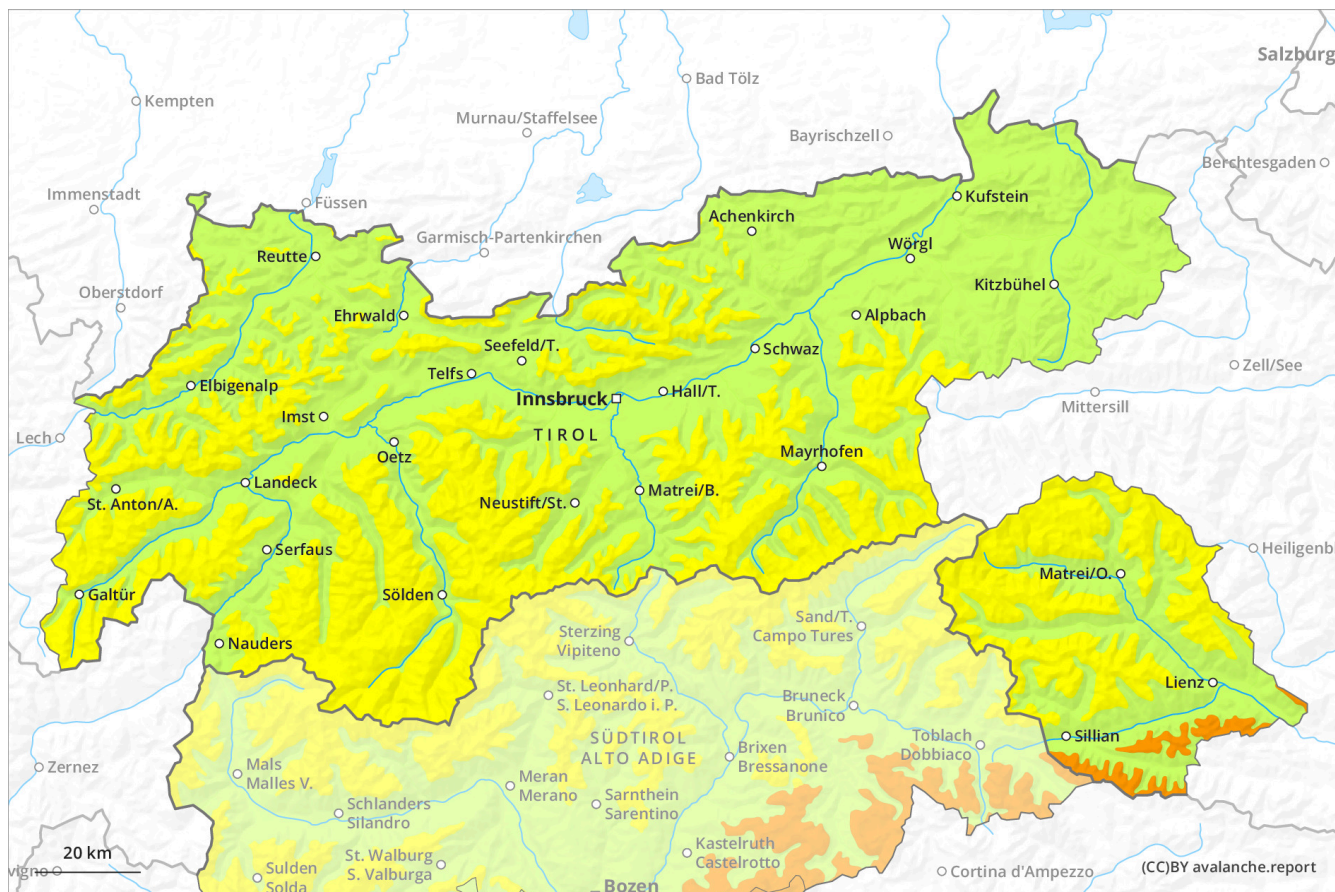 Salzburg
Bad Tölz
Kempten
Murnau/Staffelsee
Bayrischzell
Berchtesgaden
Immenstadt
Füssen
Kufstein
Achenkirch
Garmisch-Partenkirchen
Wörgl
Reutte
Kitzbühel
Oberstdorf
Ehrwald
Alpbach
Seefeld/T.
Schwaz
Zell/See
Telfs
Elbigenalp
Hall/T.
Innsbruck
Mittersill
Imst
Lech
TIROL
Oetz
Mayrhofen
Landeck
Matrei/B.
St. Anton/A.
Neustift/St.
Serfaus
Heiligenb
Matrei/O.
Galtür
Sölden
Sand/T.
Campo Tures
Sterzing
Vipiteno
Nauders
Lienz
St. Leonhard/P.
S. Leonardo i. P.
Bruneck
Brunico
Sillian
SÜDTIROL
ALTO ADIGE
Toblach
Dobbiaco
Brixen
Bressanone
Zernez
Mals
Malles V.
Meran
Merano
Schlanders
Silandro
Sarnthein
Sarentino
Kastelruth
Castelrotto
20 km
St. Walburg
S. Valburga
(CC)BY avalanche.report
vigno
Sulden
Solda
Cortina d'Ampezzo
Bozen